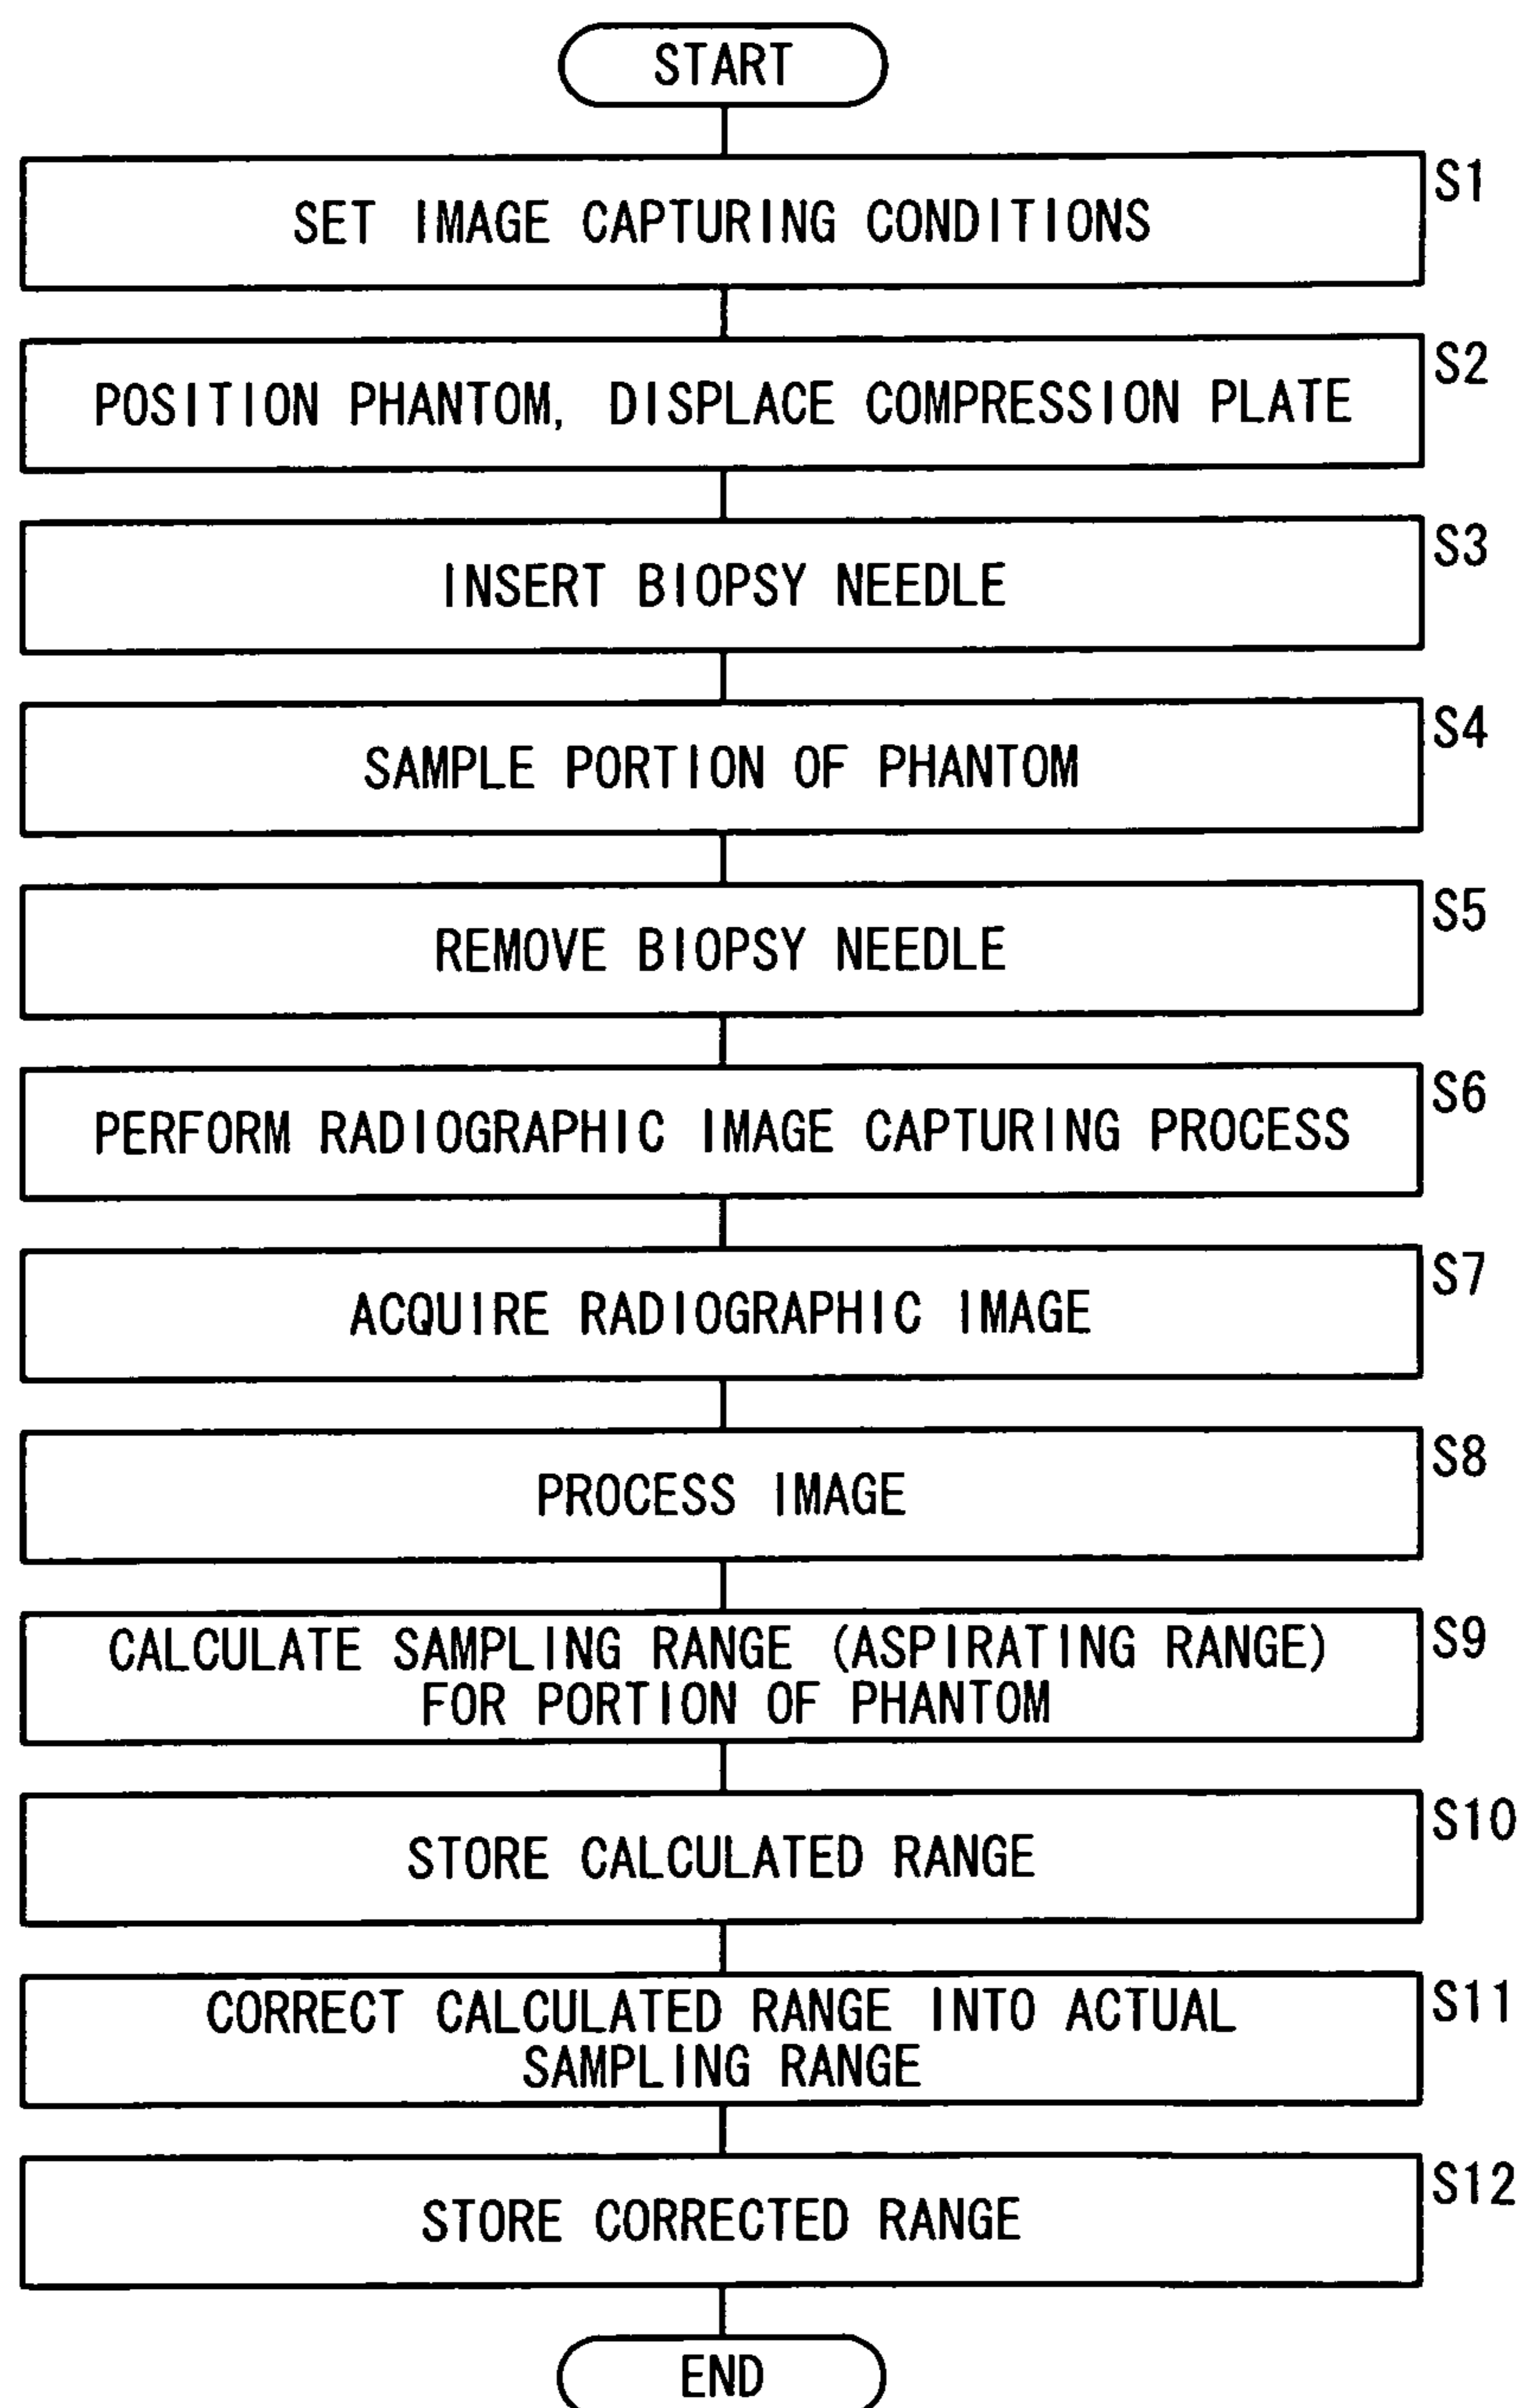 START
S1
SET IMAGE CAPTURING CONDITIONS
S2
POSITION PHANTOM, DISPLACE COMPRESSION PLATE
S3
INSERT BIOPSY NEEDLE
S4
SAMPLE PORTION OF PHANTOM
S5
REMOVE BIOPSY NEEDLE
S6
PERFORM RADIOGRAPHIC IMAGE CAPTURING PROCESS
S7
ACQUIRE RADIOGRAPHIC IMAGE
S8
PROCESS IMAGE
S9
CALCULATE SAMPLING RANGE (ASPIRATING RANGE)
FOR PORTION OF PHANTOM
S10
STORE CALCULATED RANGE
S11
CORRECT CALCULATED RANGE INTO ACTUAL
SAMPLING RANGE
S12
STORE CORRECTED RANGE
END